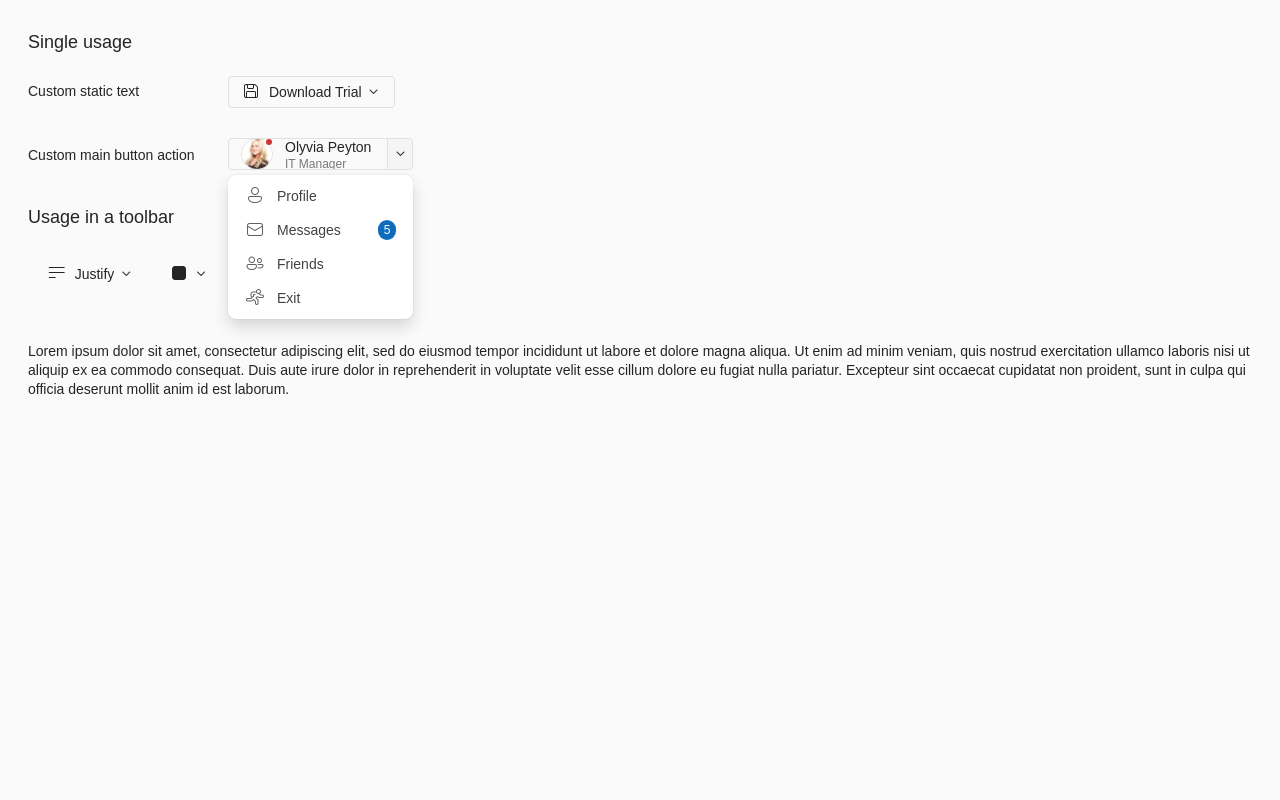 Single usage
Custom static text
Download Trial
Custom main button action
Olyvia Peyton
IT Manager
Profile
Messages 5
Friends
Exit
Usage in a toolbar
Justify
Lorem ipsum dolor sit amet, consectetur adipiscing elit, sed do eiusmod tempor incididunt ut labore et dolore magna aliqua. Ut enim ad minim veniam, quis nostrud exercitation ullamco laboris nisi ut
aliquip ex ea commodo consequat. Duis aute irure dolor in reprehenderit in voluptate velit esse cillum dolore eu fugiat nulla pariatur. Excepteur sint occaecat cupidatat non proident, sunt in culpa qui
officia deserunt mollit anim id est laborum.